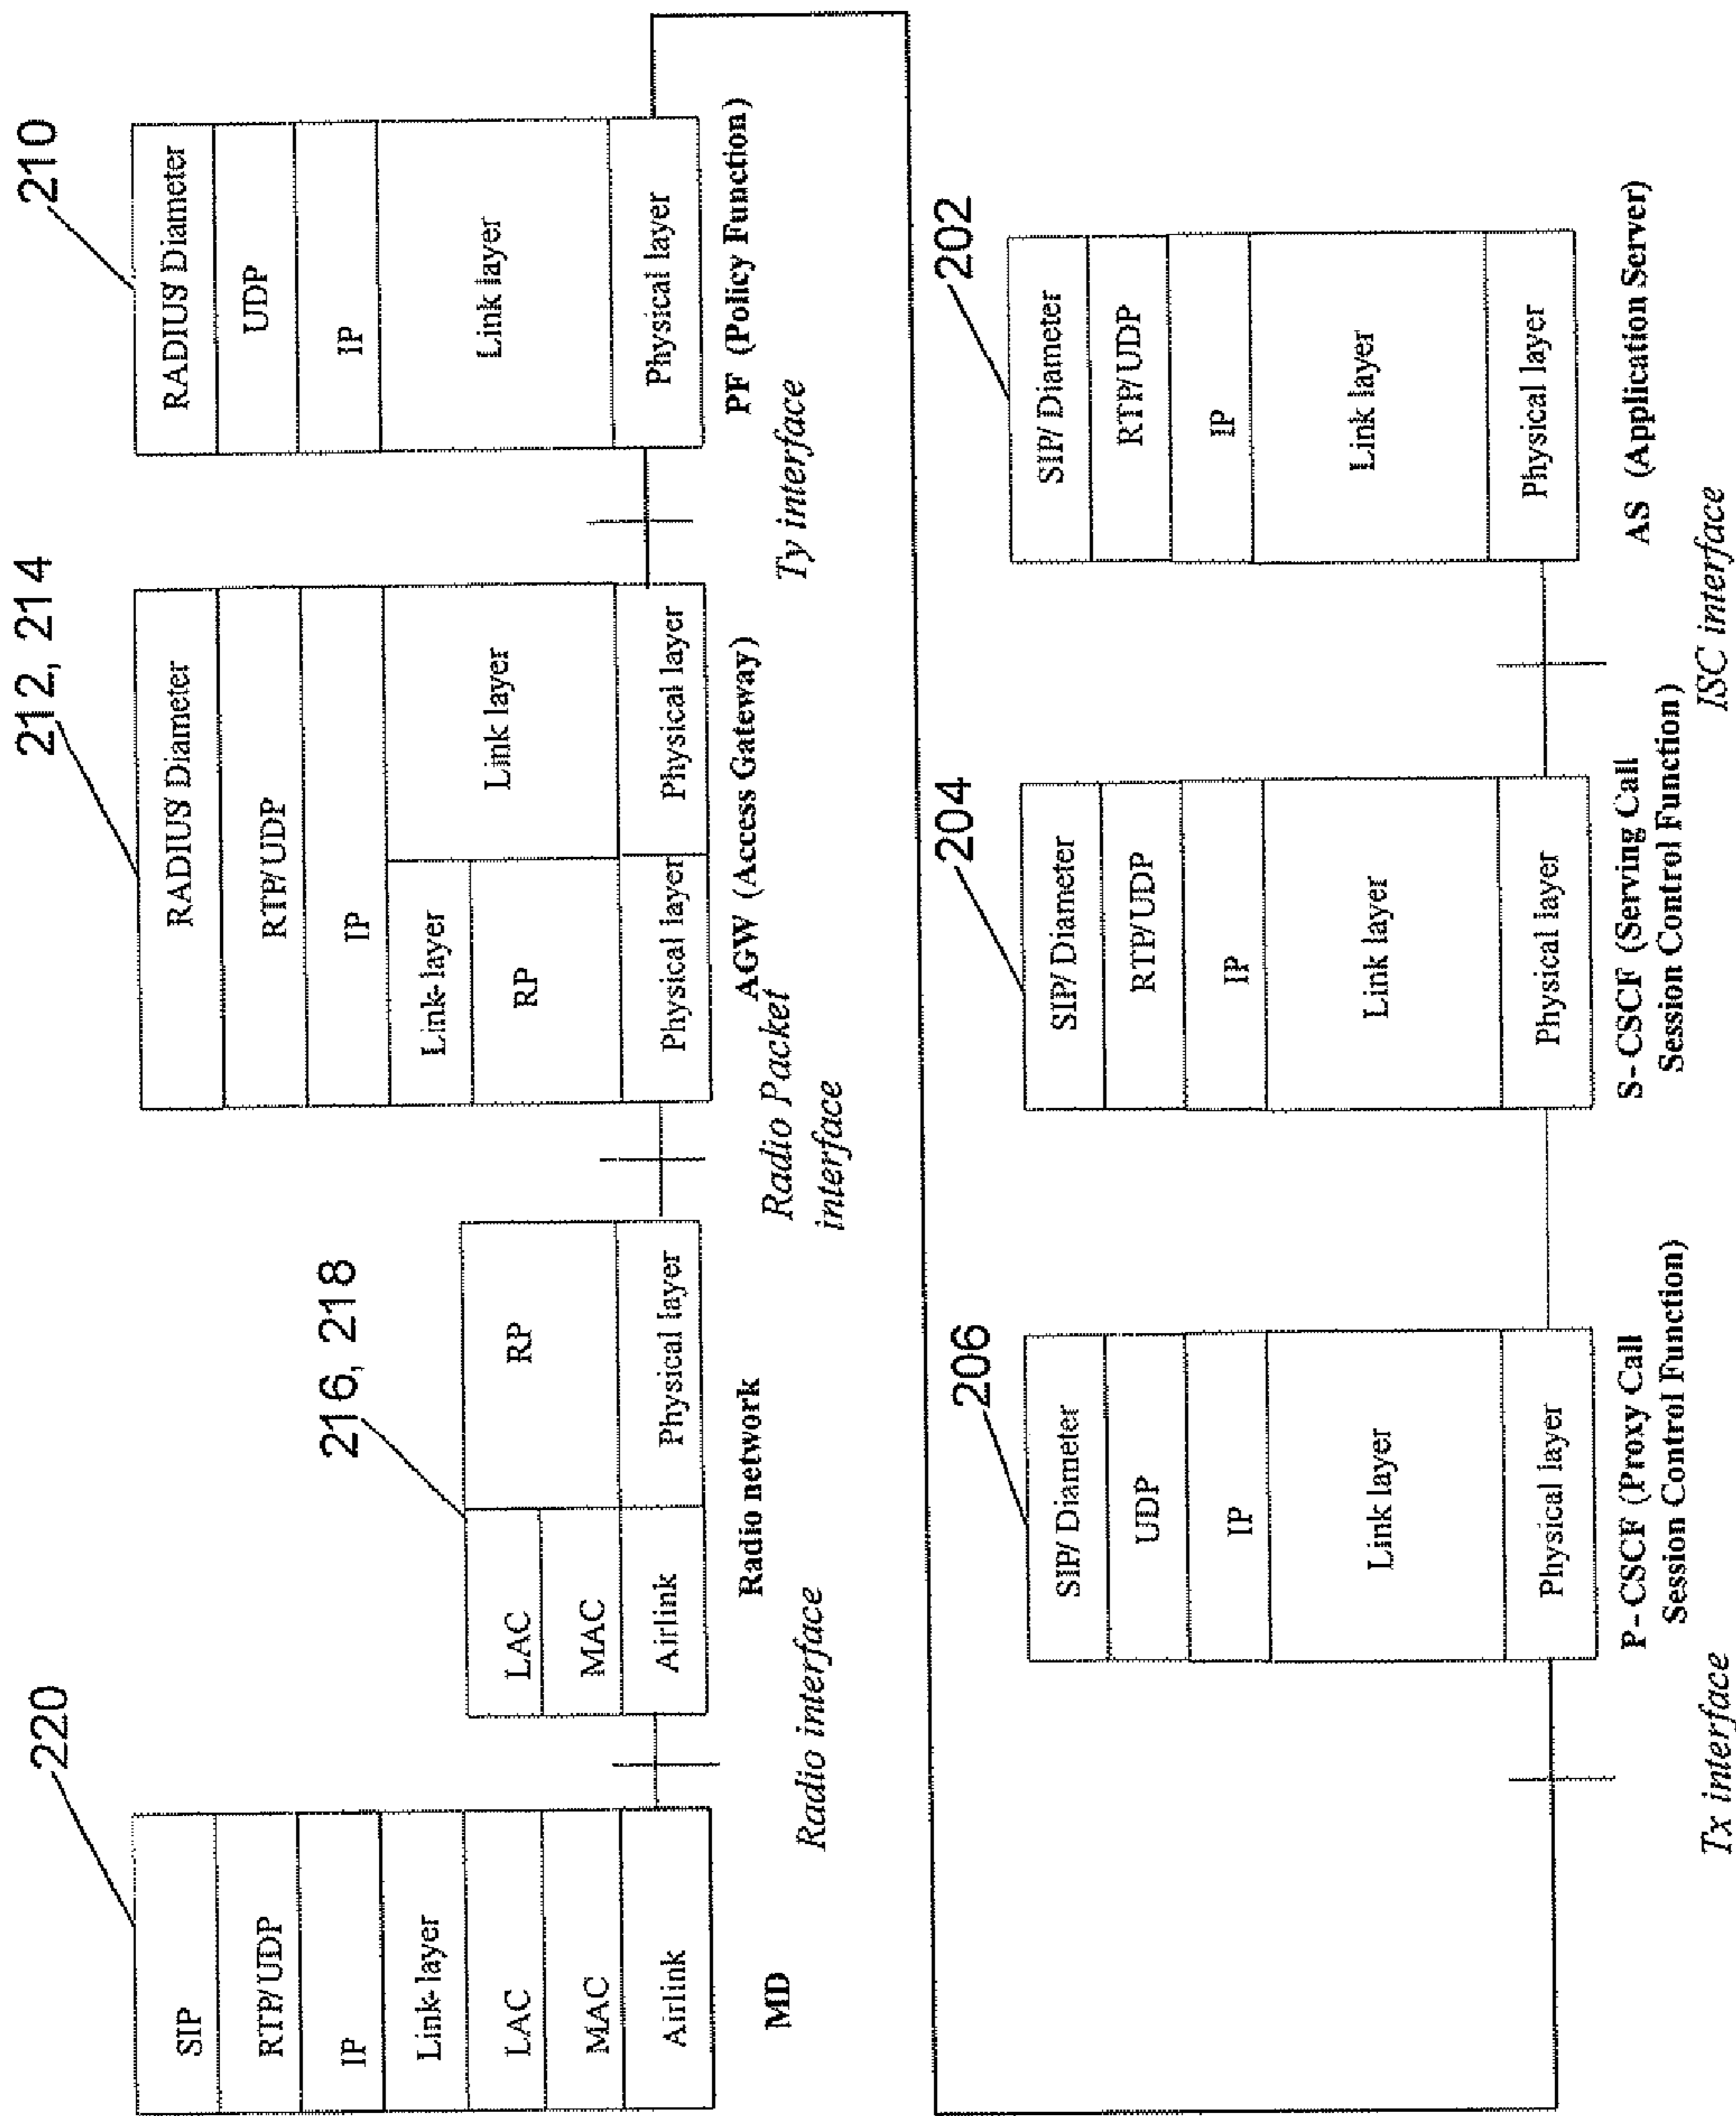 220
SIP
RTP/UDP
IP
Link-layer
LAC
MAC
Airlink
MD
Radio interface
216, 218
LAC
MAC
Airlink
RP
Physical layer
Radio network
Radio Packet
interface
212, 214
RADIUS/Diameter
RTP/UDP
IP
Link-layer
RP
Physical layer
Link layer
Physical layer
AGW (Access Gateway)
Ty interface
210
RADIUS/Diameter
UDP
IP
Link layer
Physical layer
PF (Policy Function)
Tx interface
206
SIP/ Diameter
UDP
IP
Link layer
Physical layer
P-CSCF (Proxy Call
Session Control Function)
204
SIP/ Diameter
RTP/UDP
IP
Link layer
Physical layer
S-CSCF (Serving Call
Session Control Function)
ISC interface
202
SIP/ Diameter
RTP/UDP
IP
Link layer
Physical layer
AS (Application Server)